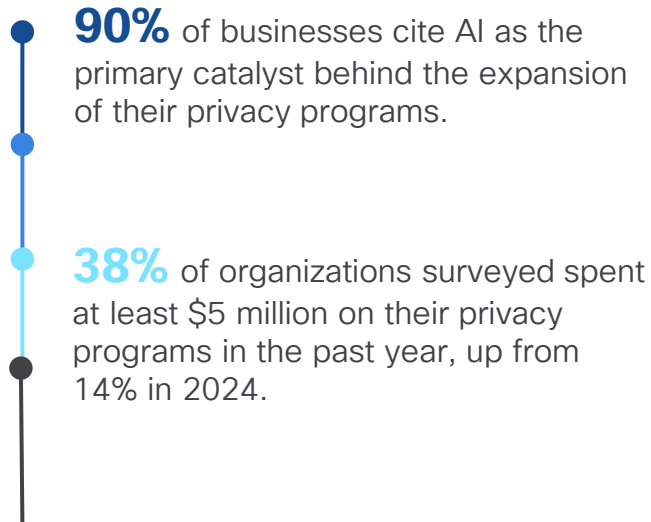 90% of businesses cite AI as the
primary catalyst behind the expansion
of their privacy programs.
38% of organizations surveyed spent
at least $5 million on their privacy
programs in the past year, up from
14% in 2024.